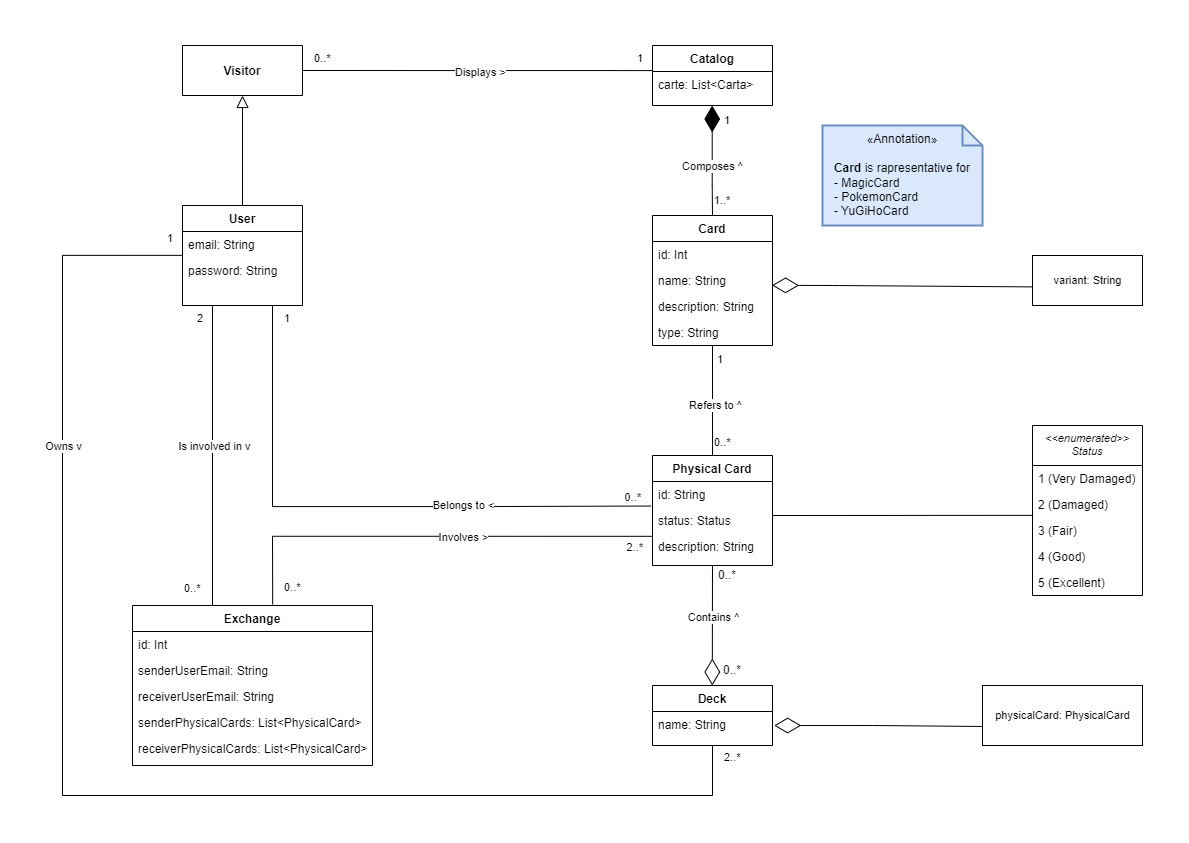 Visitor
0..*
Displays >
1
Catalog
carte: List<Carta>
1
Composes ^
1..*
«Annotation»
Card is rapresentative for
- MagicCard
- PokemonCard
- YuGiHoCard
User
email: String
password: String
1
2
1
Card
id: Int
name: String
description: String
type: String
variant: String
1
Refers to ^
0..*
Owns v
Is involved in v
Belongs to <
0..*
Involves >
2..*
Physical Card
id: String
status: Status
description: String
<<enumerated>>
Status
1 (Very Damaged)
2 (Damaged)
3 (Fair)
4 (Good)
5 (Excellent)
0..*
0..*
Exchange
id: Int
senderUserEmail: String
receiverUserEmail: String
senderPhysicalCards: List<PhysicalCard>
receiverPhysicalCards: List<PhysicalCard>
0..*
Contains ^
0..*
Deck
name: String
2..*
physicalCard: PhysicalCard